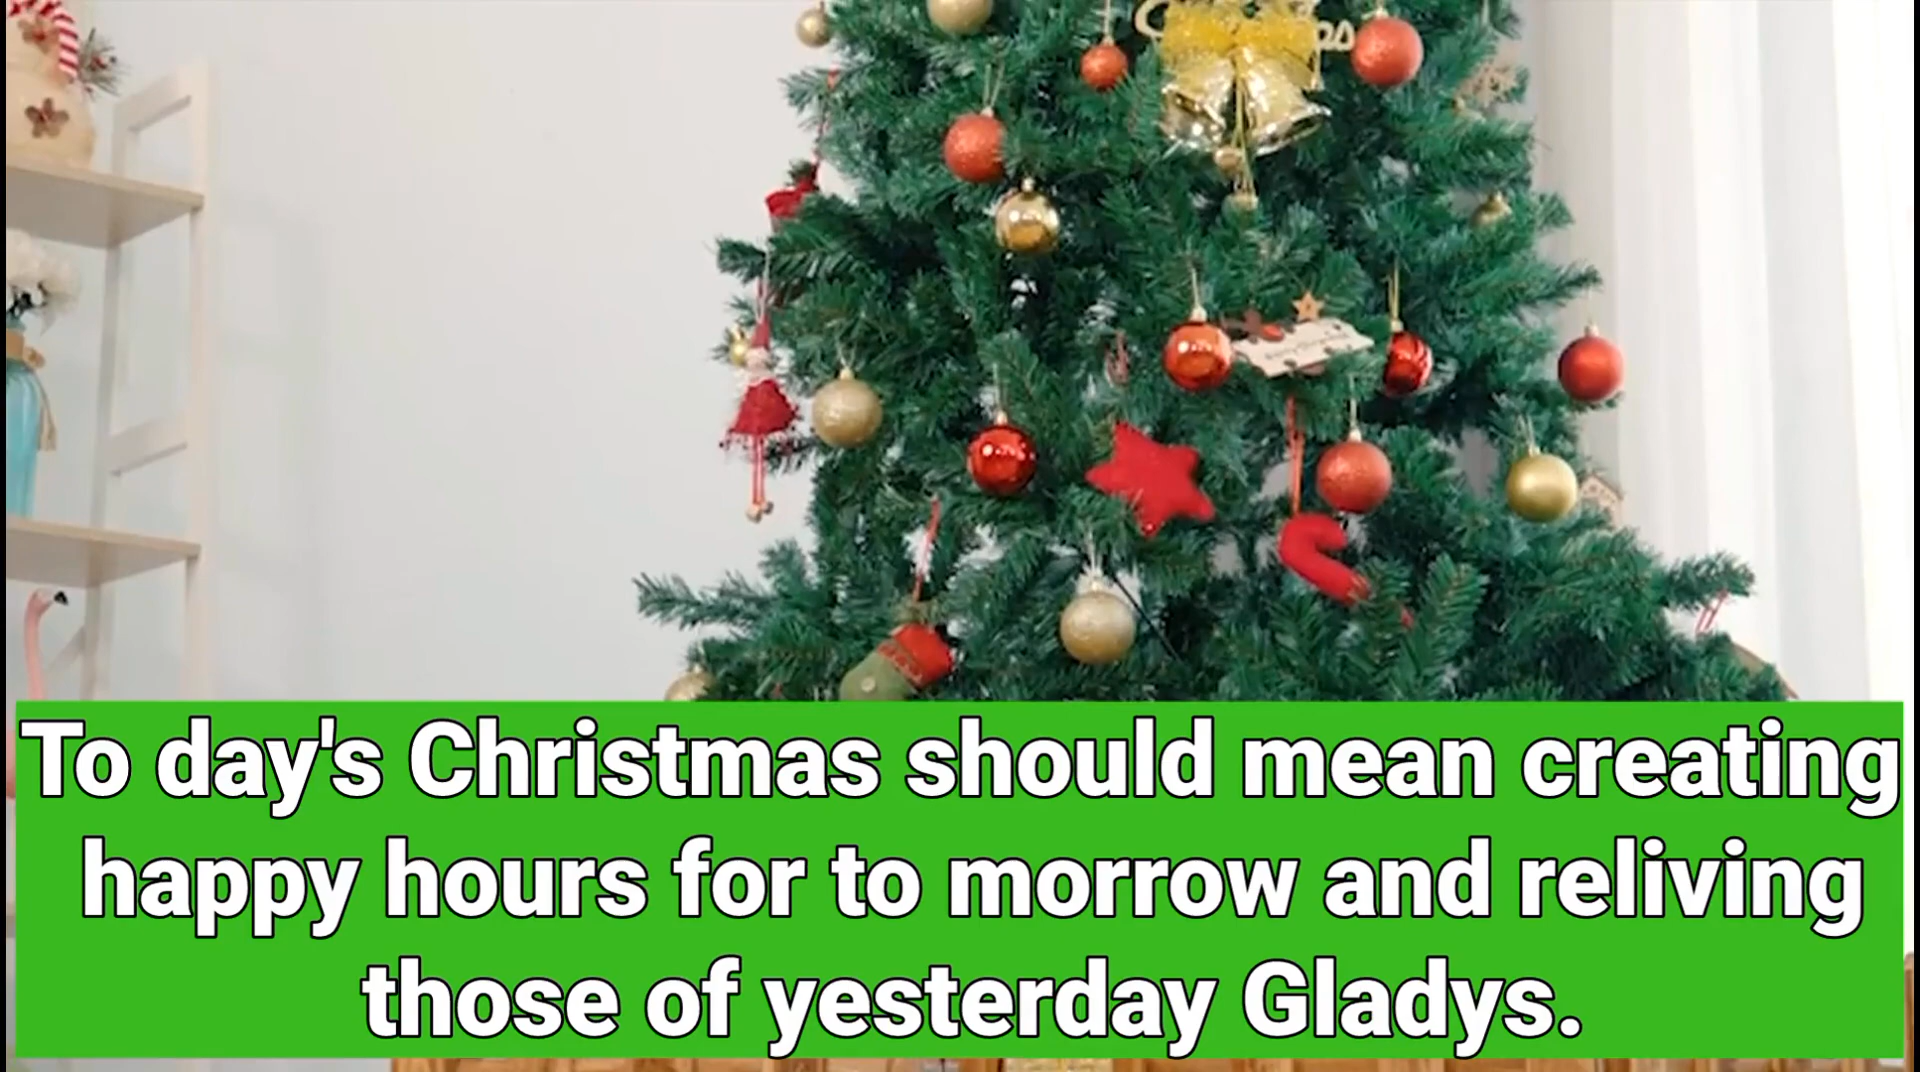 To day's Christmas should mean creating
happy hours for to morrow and reliving
those of yesterday Gladys.